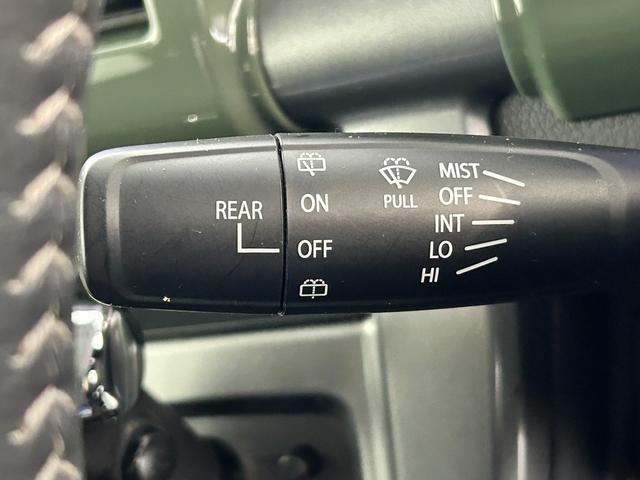 REAR
ON
OFF
PULL
MIST
OFF
INT
LO
HI